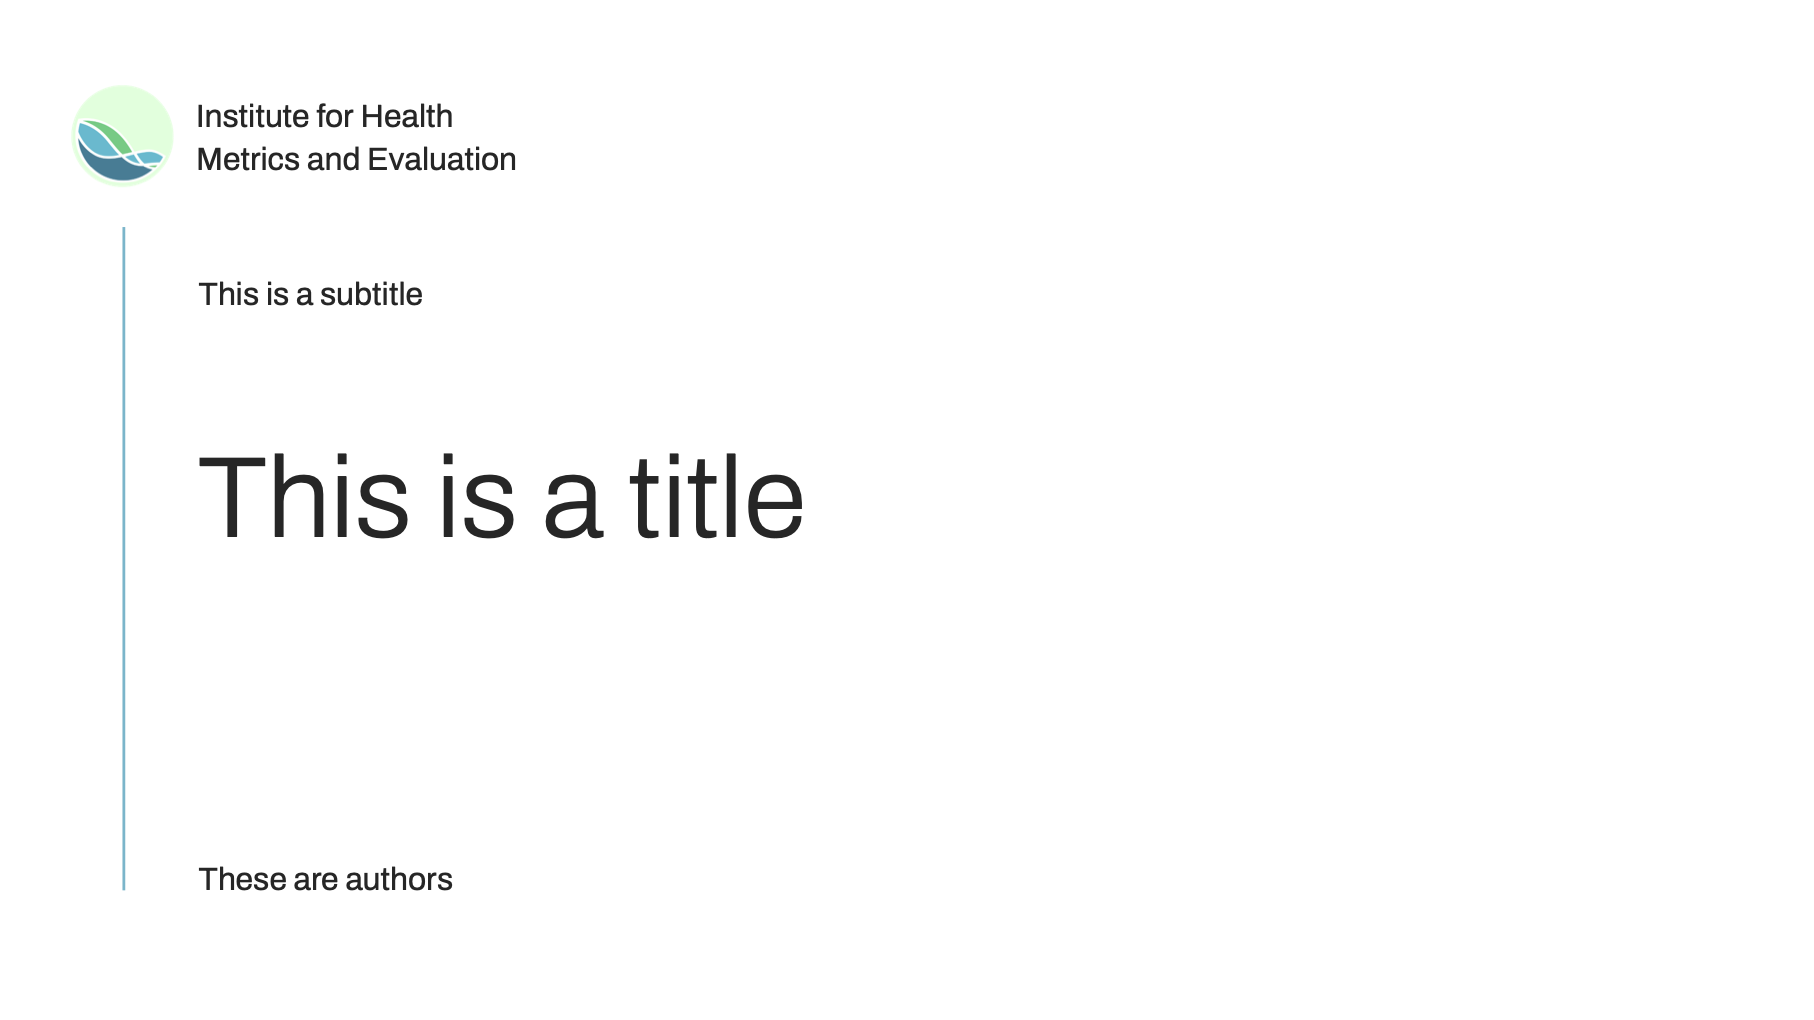 Institute for Health
Metrics and Evaluation
This is a subtitle
This is a title
These are authors